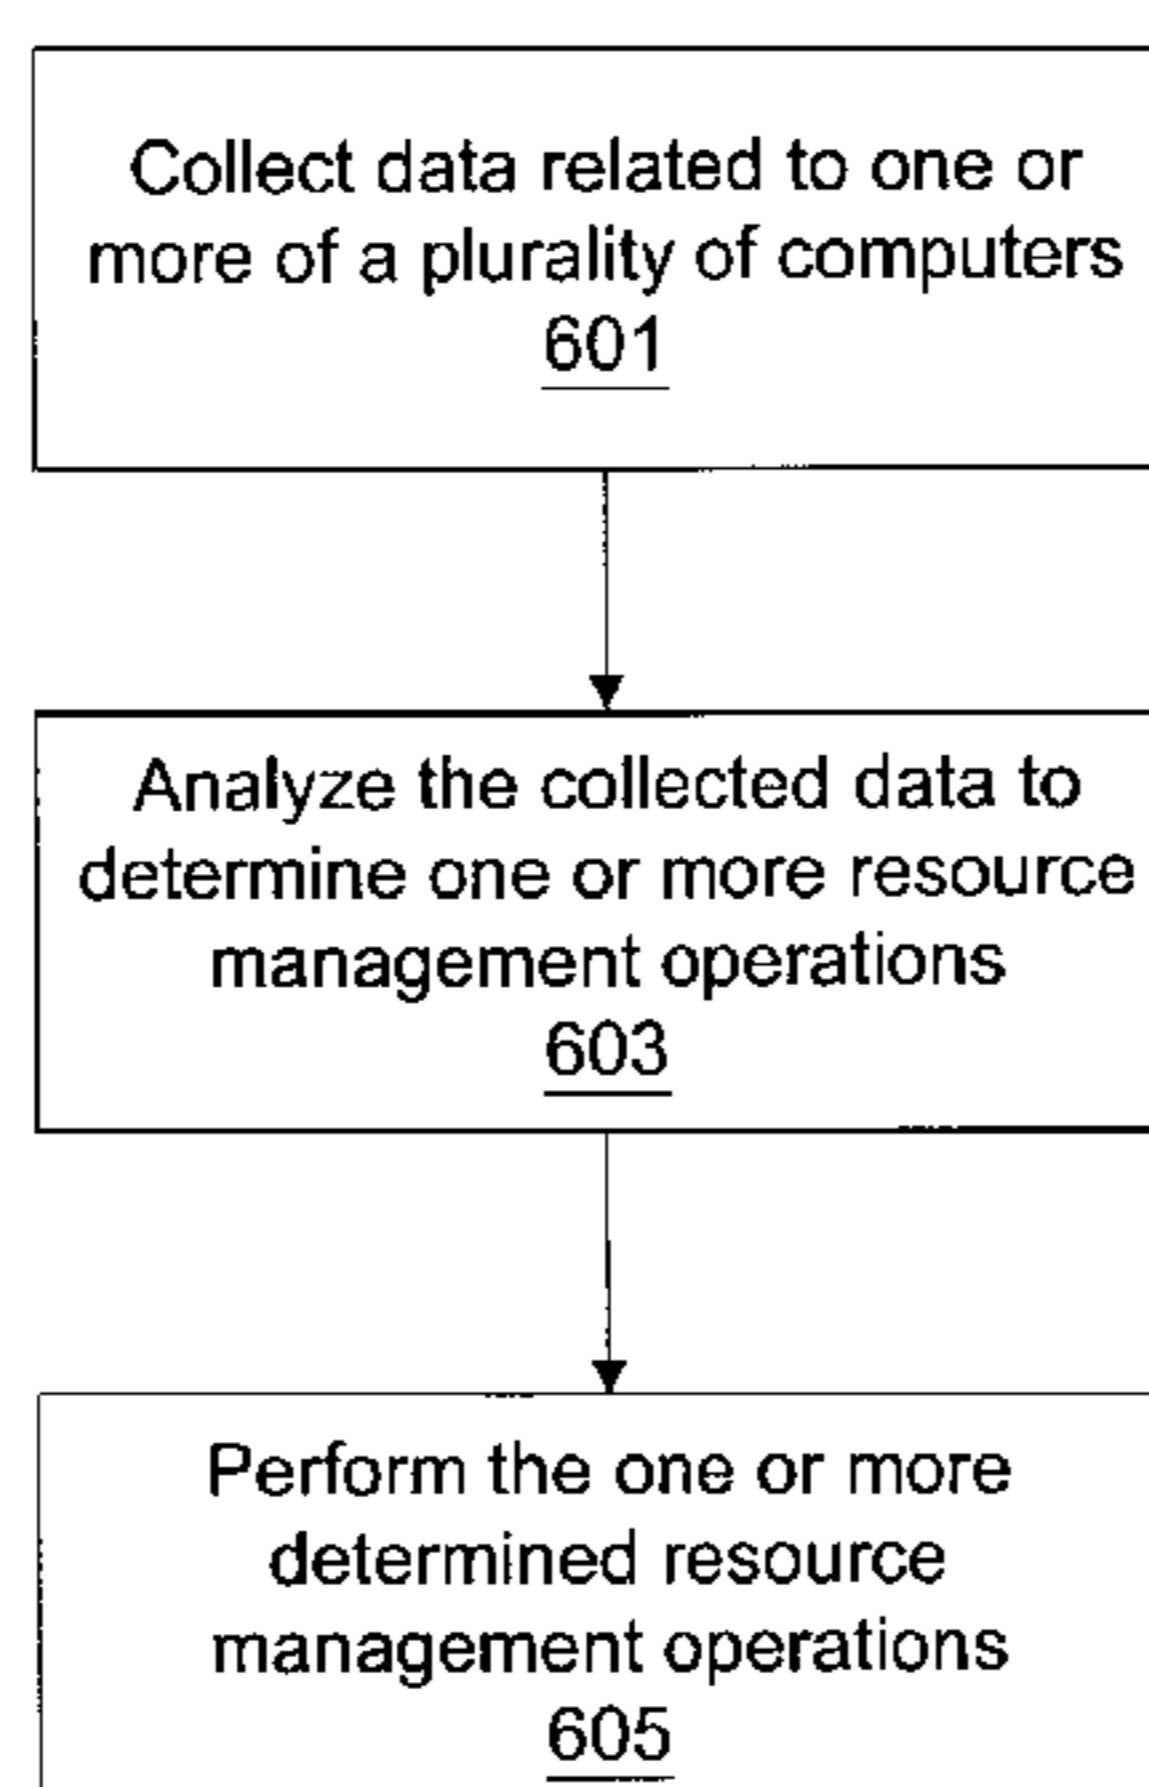 Collect data related to one or
more of a plurality of computers
601
Analyze the collected data to
determine one or more resource
management operations
603
Perform the one or more
determined resource
management operations
605